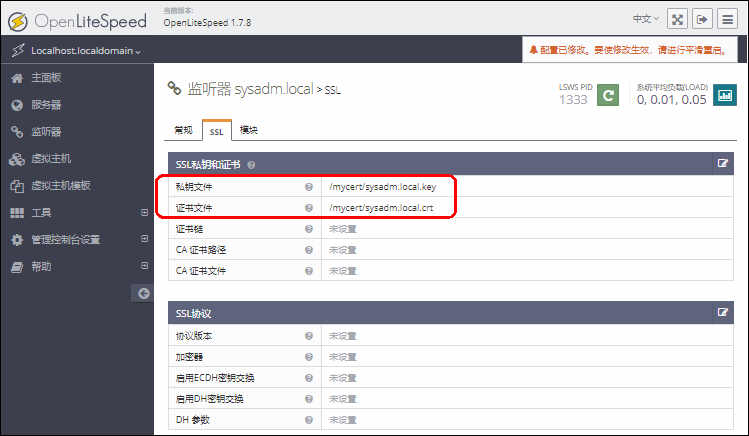 OpenLiteSpeed
当前版本:
OpenLiteSpeed 1.7.8
中文
Localhost.localdomain
配置已修改。要使修改生效，请进行平滑重启。
主面板
服务器
监听器
虚拟主机
虚拟主机模板
工具
管理控制台设置
帮助
监听器 sysadm.local > SSL
LSWS PID
1333
系统平均负载(LOAD)
0, 0.01, 0.05
常规 SSL 模块
SSL私钥和证书
私钥文件 /mycert/sysadm.local.key
证书文件 /mycert/sysadm.local.crt
证书链 未设置
CA 证书路径 未设置
CA 证书文件 未设置
SSL协议
协议版本 未设置
加密器 未设置
启用ECDH密钥交换 未设置
启用DH密钥交换 未设置
DH 参数 未设置